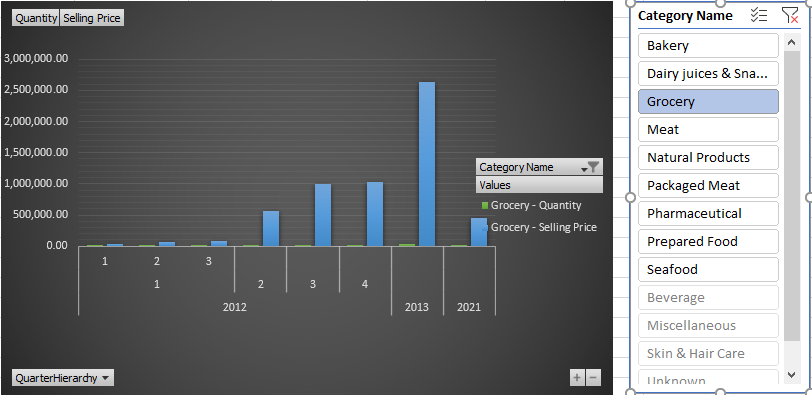 Quantity Selling Price
3,000,000.00
2,500,000.00
2,000,000.00
1,500,000.00
1,000,000.00
500,000.00
0.00
1 2 3
1 2 3 4
2012 2013 2021
Category Name
Values
Grocery - Quantity
Grocery - Selling Price
QuarterHierarchy
+ −
Category Name
Bakery
Dairy juices & Sna...
Grocery
Meat
Natural Products
Packaged Meat
Pharmaceutical
Prepared Food
Seafood
Beverage
Miscellaneous
Skin & Hair Care
Unknown